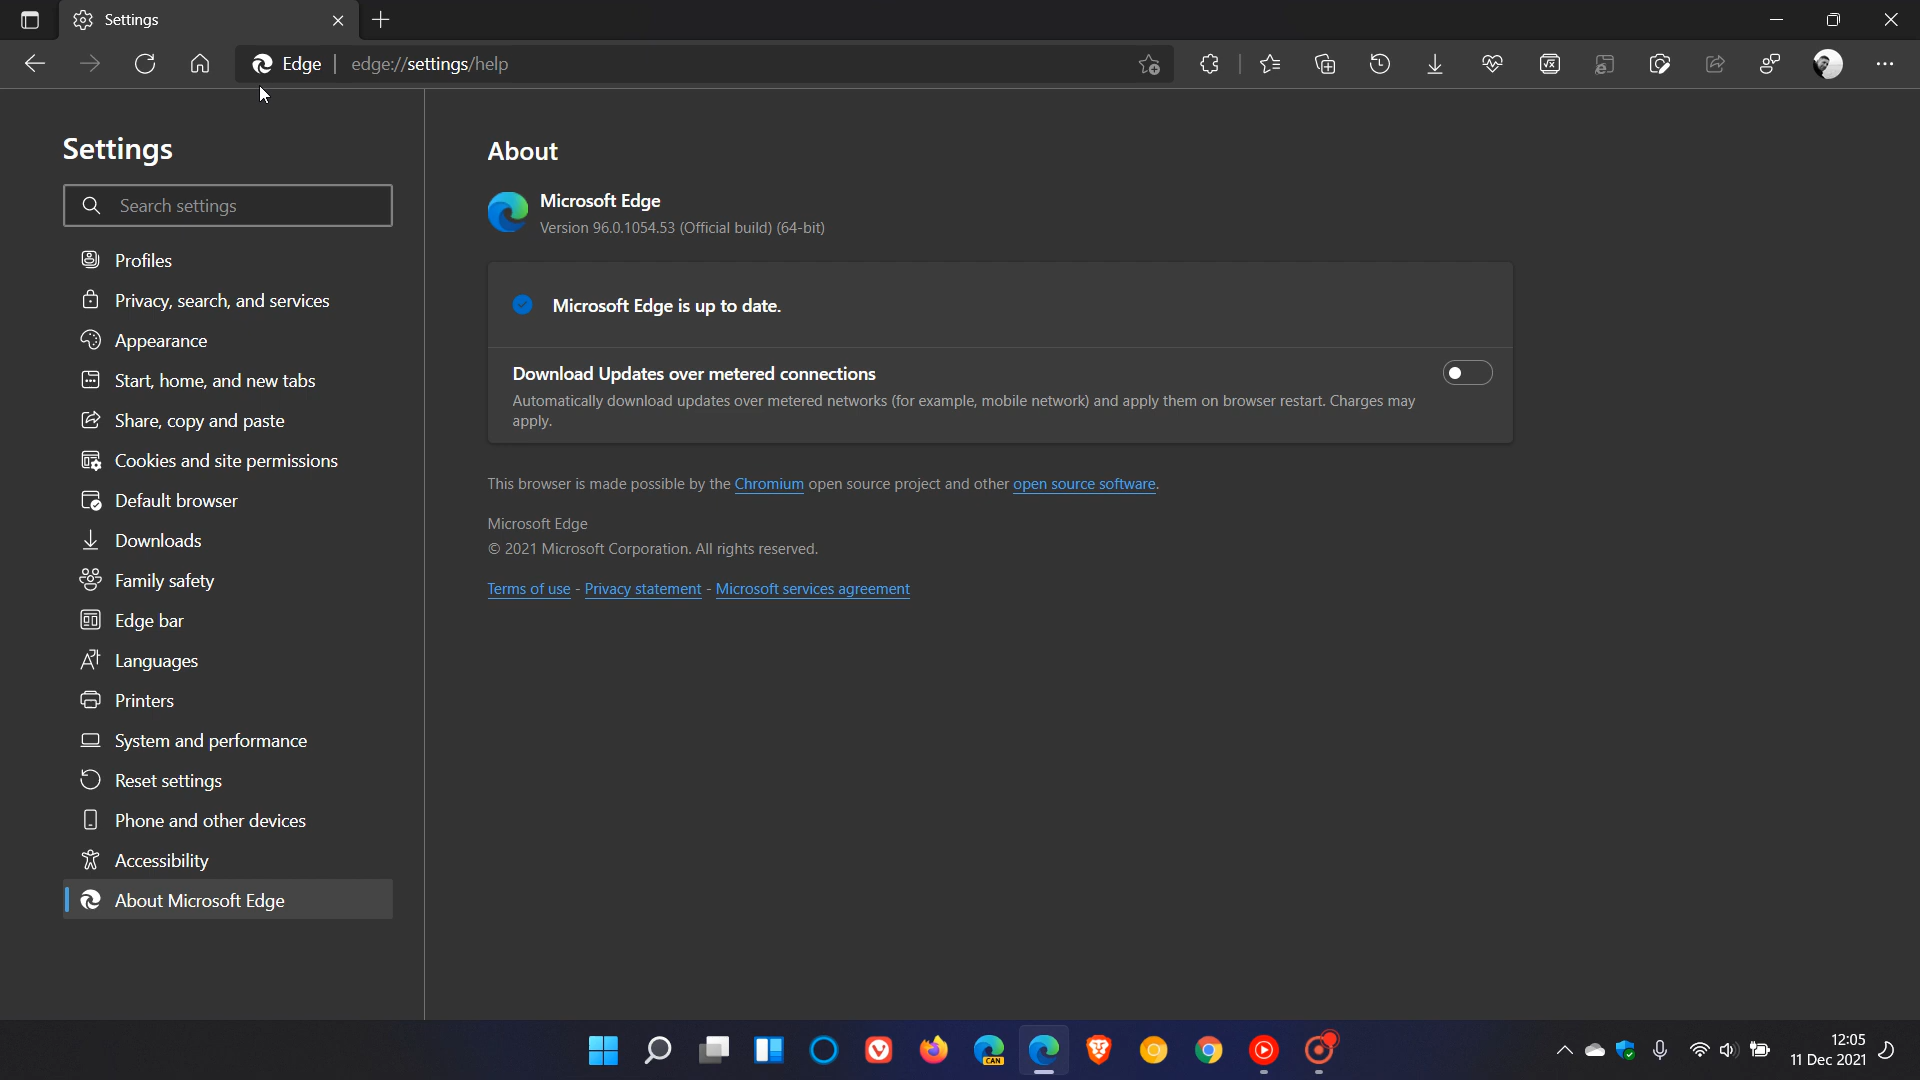 Settings
Edge | edge://settings/help
Settings
Search settings
Profiles
Privacy, search, and services
Appearance
Start, home, and new tabs
Share, copy and paste
Cookies and site permissions
Default browser
Downloads
Family safety
Edge bar
Languages
Printers
System and performance
Reset settings
Phone and other devices
Accessibility
About Microsoft Edge
About
Microsoft Edge
Version 96.0.1054.53 (Official build) (64-bit)
Microsoft Edge is up to date.
Download Updates over metered connections
Automatically download updates over metered networks (for example, mobile network) and apply them on browser restart. Charges may
apply.
This browser is made possible by the Chromium open source project and other open source software.
Microsoft Edge
© 2021 Microsoft Corporation. All rights reserved.
Terms of use - Privacy statement - Microsoft services agreement
CAN
12:05
11 Dec 2021